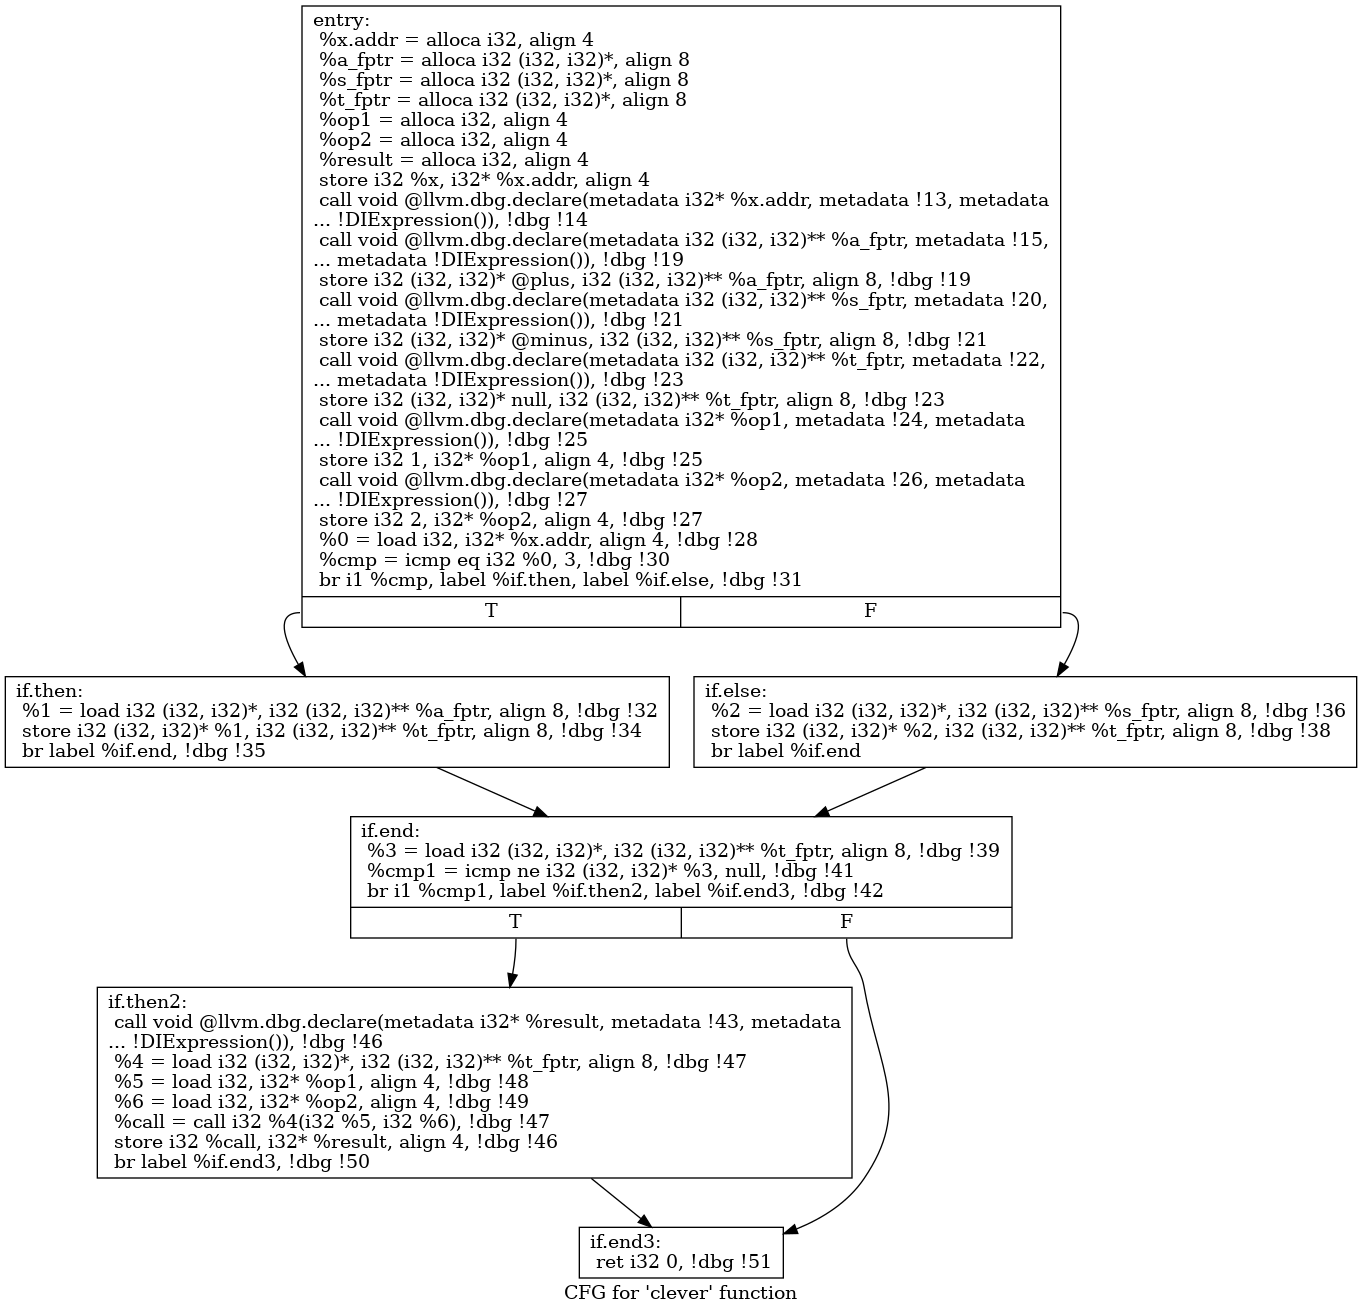 entry:
%x.addr = alloca i32, align 4
%a_fptr = alloca i32 (i32, i32)*, align 8
%s_fptr = alloca i32 (i32, i32)*, align 8
%t_fptr = alloca i32 (i32, i32)*, align 8
%op1 = alloca i32, align 4
%op2 = alloca i32, align 4
%result = alloca i32, align 4
store i32 %x, i32* %x.addr, align 4
call void @llvm.dbg.declare(metadata i32* %x.addr, metadata !13, metadata
... !DIExpression()), !dbg !14
call void @llvm.dbg.declare(metadata i32 (i32, i32)** %a_fptr, metadata !15,
... metadata !DIExpression()), !dbg !19
store i32 (i32, i32)* @plus, i32 (i32, i32)** %a_fptr, align 8, !dbg !19
call void @llvm.dbg.declare(metadata i32 (i32, i32)** %s_fptr, metadata !20,
... metadata !DIExpression()), !dbg !21
store i32 (i32, i32)* @minus, i32 (i32, i32)** %s_fptr, align 8, !dbg !21
call void @llvm.dbg.declare(metadata i32 (i32, i32)** %t_fptr, metadata !22,
... metadata !DIExpression()), !dbg !23
store i32 (i32, i32)* null, i32 (i32, i32)** %t_fptr, align 8, !dbg !23
call void @llvm.dbg.declare(metadata i32* %op1, metadata !24, metadata
... !DIExpression()), !dbg !25
store i32 1, i32* %op1, align 4, !dbg !25
call void @llvm.dbg.declare(metadata i32* %op2, metadata !26, metadata
... !DIExpression()), !dbg !27
store i32 2, i32* %op2, align 4, !dbg !27
%0 = load i32, i32* %x.addr, align 4, !dbg !28
%cmp = icmp eq i32 %0, 3, !dbg !30
br i1 %cmp, label %if.then, label %if.else, !dbg !31
T F
if.then:
%1 = load i32 (i32, i32)*, i32 (i32, i32)** %a_fptr, align 8, !dbg !32
store i32 (i32, i32)* %1, i32 (i32, i32)** %t_fptr, align 8, !dbg !34
br label %if.end, !dbg !35
if.else:
%2 = load i32 (i32, i32)*, i32 (i32, i32)** %s_fptr, align 8, !dbg !36
store i32 (i32, i32)* %2, i32 (i32, i32)** %t_fptr, align 8, !dbg !38
br label %if.end
if.end:
%3 = load i32 (i32, i32)*, i32 (i32, i32)** %t_fptr, align 8, !dbg !39
%cmp1 = icmp ne i32 (i32, i32)* %3, null, !dbg !41
br i1 %cmp1, label %if.then2, label %if.end3, !dbg !42
T F
if.then2:
call void @llvm.dbg.declare(metadata i32* %result, metadata !43, metadata
... !DIExpression()), !dbg !46
%4 = load i32 (i32, i32)*, i32 (i32, i32)** %t_fptr, align 8, !dbg !47
%5 = load i32, i32* %op1, align 4, !dbg !48
%6 = load i32, i32* %op2, align 4, !dbg !49
%call = call i32 %4(i32 %5, i32 %6), !dbg !47
store i32 %call, i32* %result, align 4, !dbg !46
br label %if.end3, !dbg !50
if.end3:
ret i32 0, !dbg !51
CFG for 'clever' function